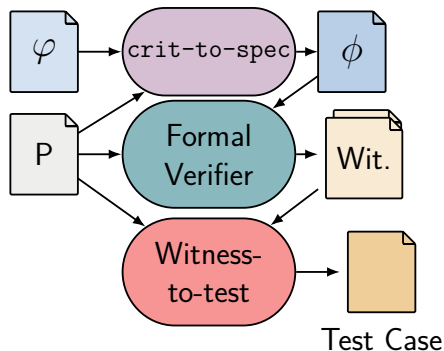 φ
crit-to-spec
ϕ
P
Formal
Verifier
Wit.
Witness-
to-test
Test Case